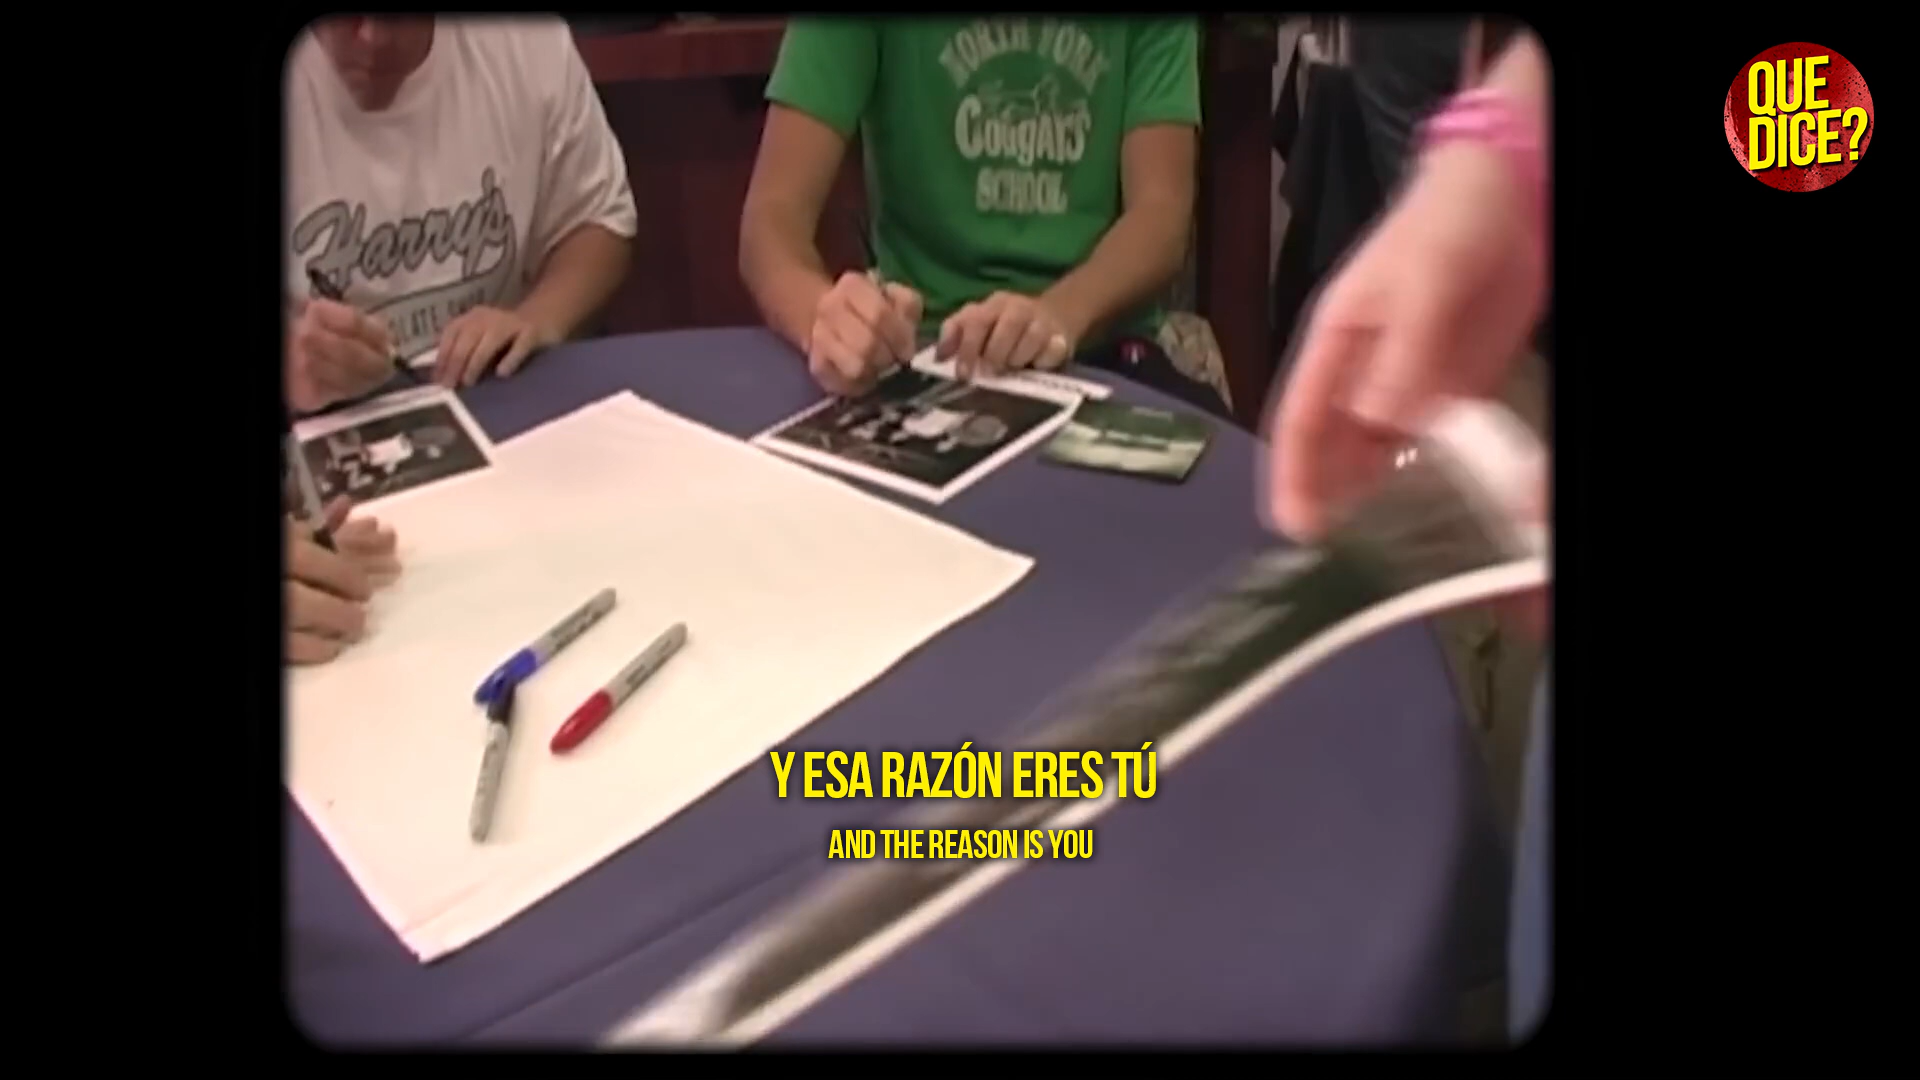 QUE
DICE?
NORTH YORK
COUGARS
SCHOOL
Harry's
Y ESA RAZÓN ERES TÚ
AND THE REASON IS YOU